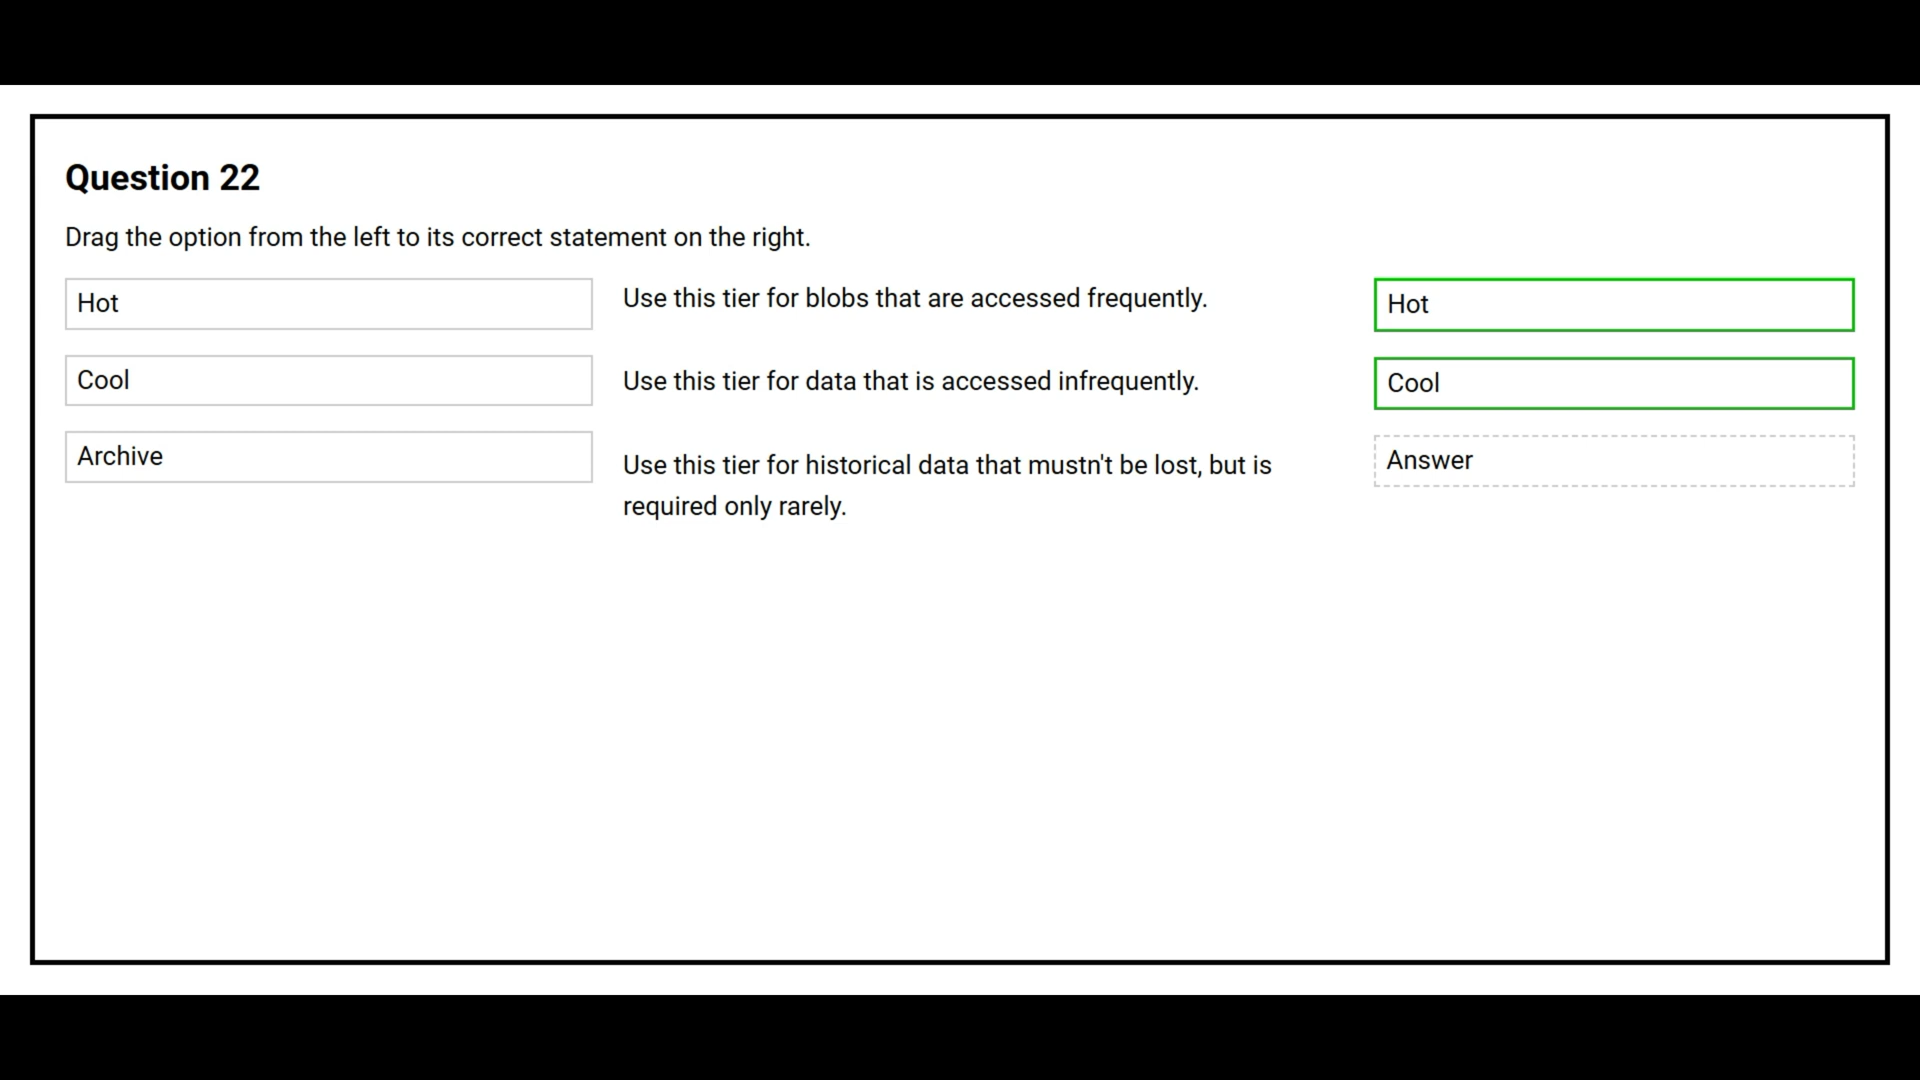 Question 22
Drag the option from the left to its correct statement on the right.
Hot
Use this tier for blobs that are accessed frequently.
Hot
Cool
Use this tier for data that is accessed infrequently.
Cool
Archive
Use this tier for historical data that mustn't be lost, but is
required only rarely.
Answer